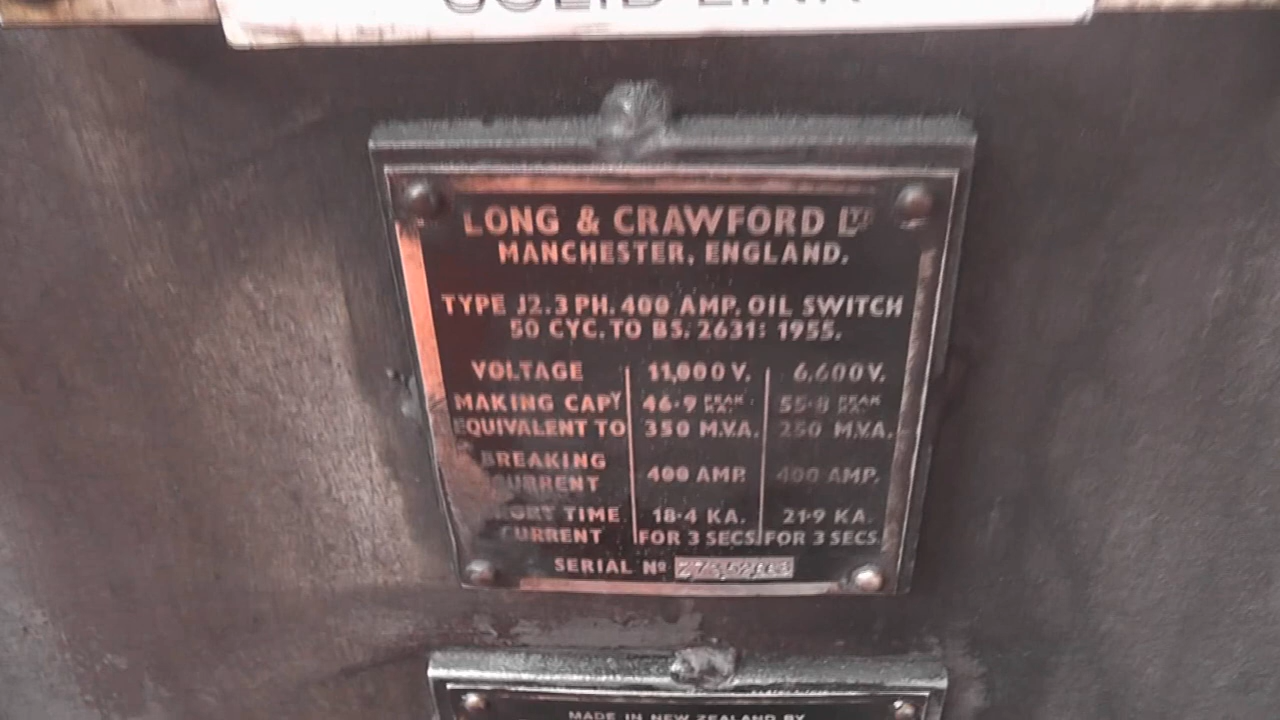 SOLID LINK
LONG & CRAWFORD LTD
MANCHESTER, ENGLAND.
TYPE J2. 3 PH. 400 AMP. OIL SWITCH
50 CYC. TO BS. 2631: 1955.
VOLTAGE 11,000 V. 6,600 V.
MAKING CAPY 46·9 PEAK KA. 55·8 PEAK KA.
EQUIVALENT TO 350 M.V.A. 250 M.V.A.
BREAKING
CURRENT 400 AMP. 400 AMP.
SHORT TIME 18·4 KA. 21·9 KA.
CURRENT FOR 3 SECS. FOR 3 SECS.
SERIAL Nº
MADE IN NEW ZEALAND BY